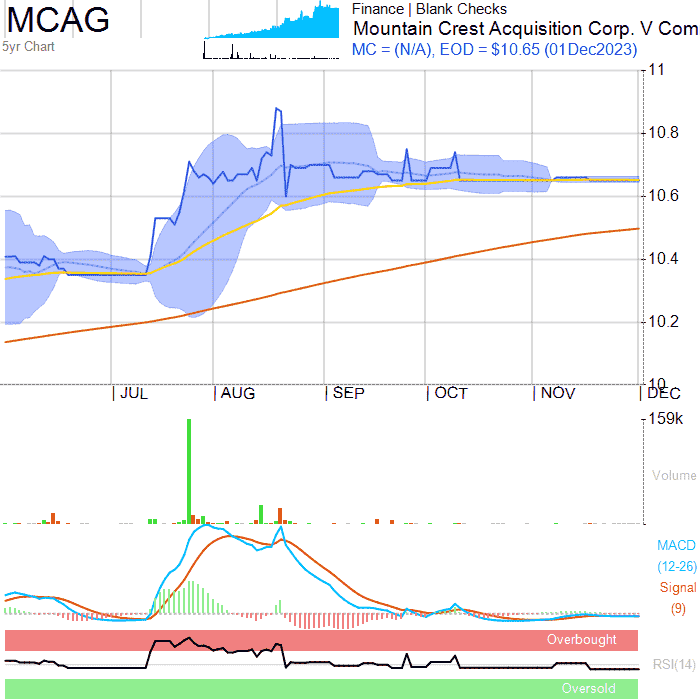 MCAG
5yr Chart
Finance | Blank Checks
Mountain Crest Acquisition Corp. V Com
MC = (N/A), EOD = $10.65 (01Dec2023)
11
10.8
10.6
10.4
10.2
10
JUL AUG SEP OCT NOV DEC
159k
Volume
MACD
(12-26)
Signal
(9)
Overbought
RSI(14)
Oversold